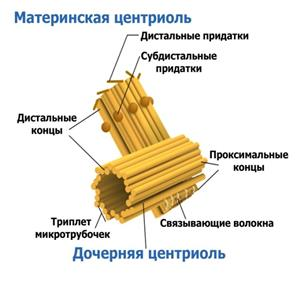 Материнская центриоль
Дистальные придатки
Субдистальные
придатки
Дистальные
концы
Проксимальные
концы
Триплет
микротрубочек
Связывающие волокна
Дочерняя центриоль